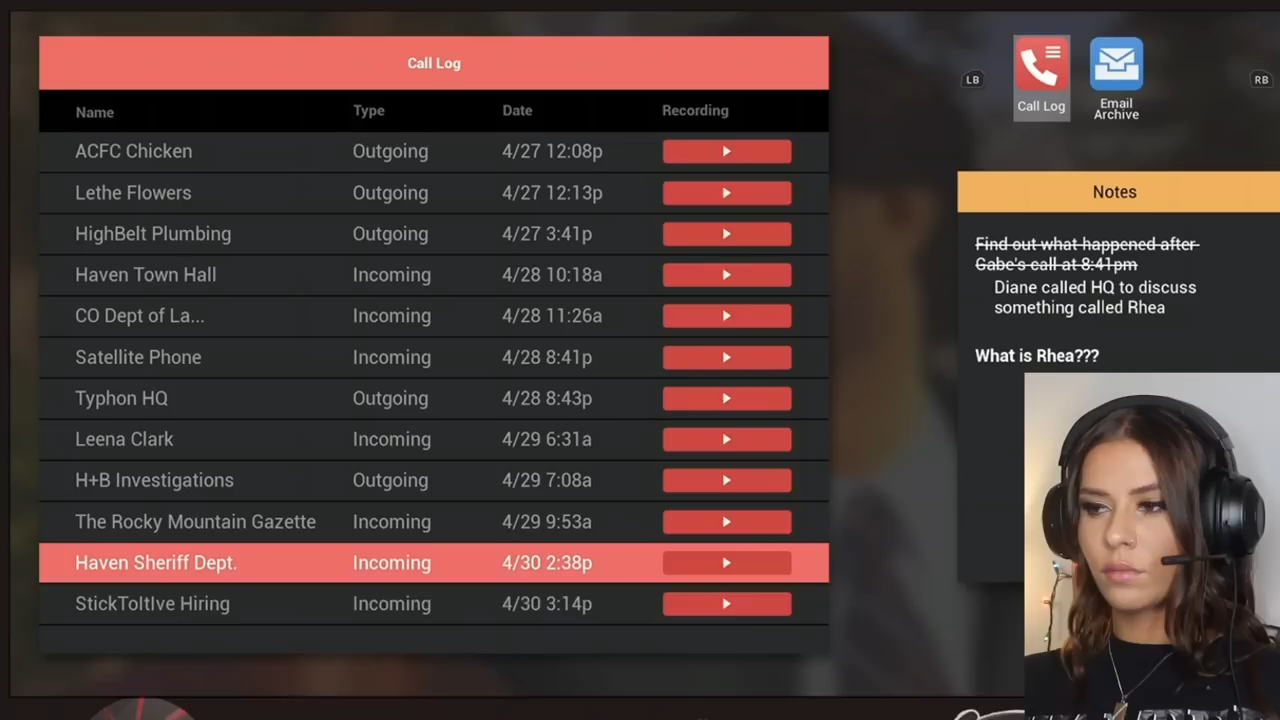 Call Log
Name Type Date Recording
ACFC Chicken Outgoing 4/27 12:08p
Lethe Flowers Outgoing 4/27 12:13p
HighBelt Plumbing Outgoing 4/27 3:41p
Haven Town Hall Incoming 4/28 10:18a
CO Dept of La... Incoming 4/28 11:26a
Satellite Phone Incoming 4/28 8:41p
Typhon HQ Outgoing 4/28 8:43p
Leena Clark Incoming 4/29 6:31a
H+B Investigations Outgoing 4/29 7:08a
The Rocky Mountain Gazette Incoming 4/29 9:53a
Haven Sheriff Dept. Incoming 4/30 2:38p
StickToItIve Hiring Incoming 4/30 3:14p
LB
Call Log
Email
Archive
RB
Notes
Find out what happened after
Gabe's call at 8:41pm
Diane called HQ to discuss
something called Rhea
What is Rhea???